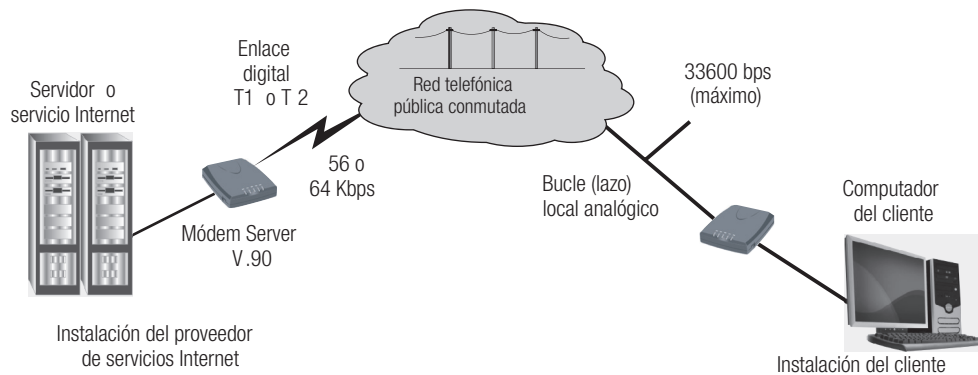 Enlace
digital
T1 o T 2
Red telefónica
pública conmutada
33600 bps
(máximo)
Servidor o
servicio Internet
56 o
64 Kbps
Bucle (lazo)
local analógico
Computador
del cliente
Módem Server
V.90
Instalación del proveedor
de servicios Internet
Instalación del cliente